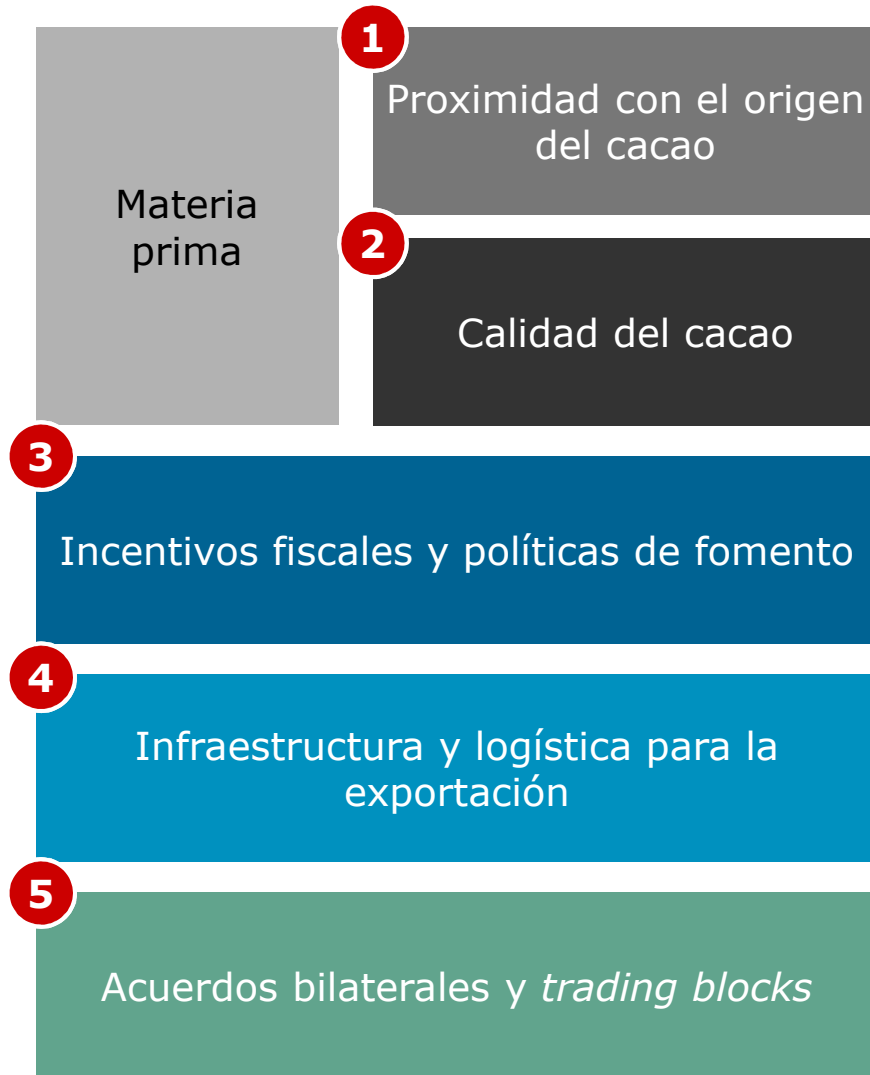 Materia
prima
1
Proximidad con el origen
del cacao
2
Calidad del cacao
3
Incentivos fiscales y políticas de fomento
4
Infraestructura y logística para la
exportación
5
Acuerdos bilaterales y trading blocks